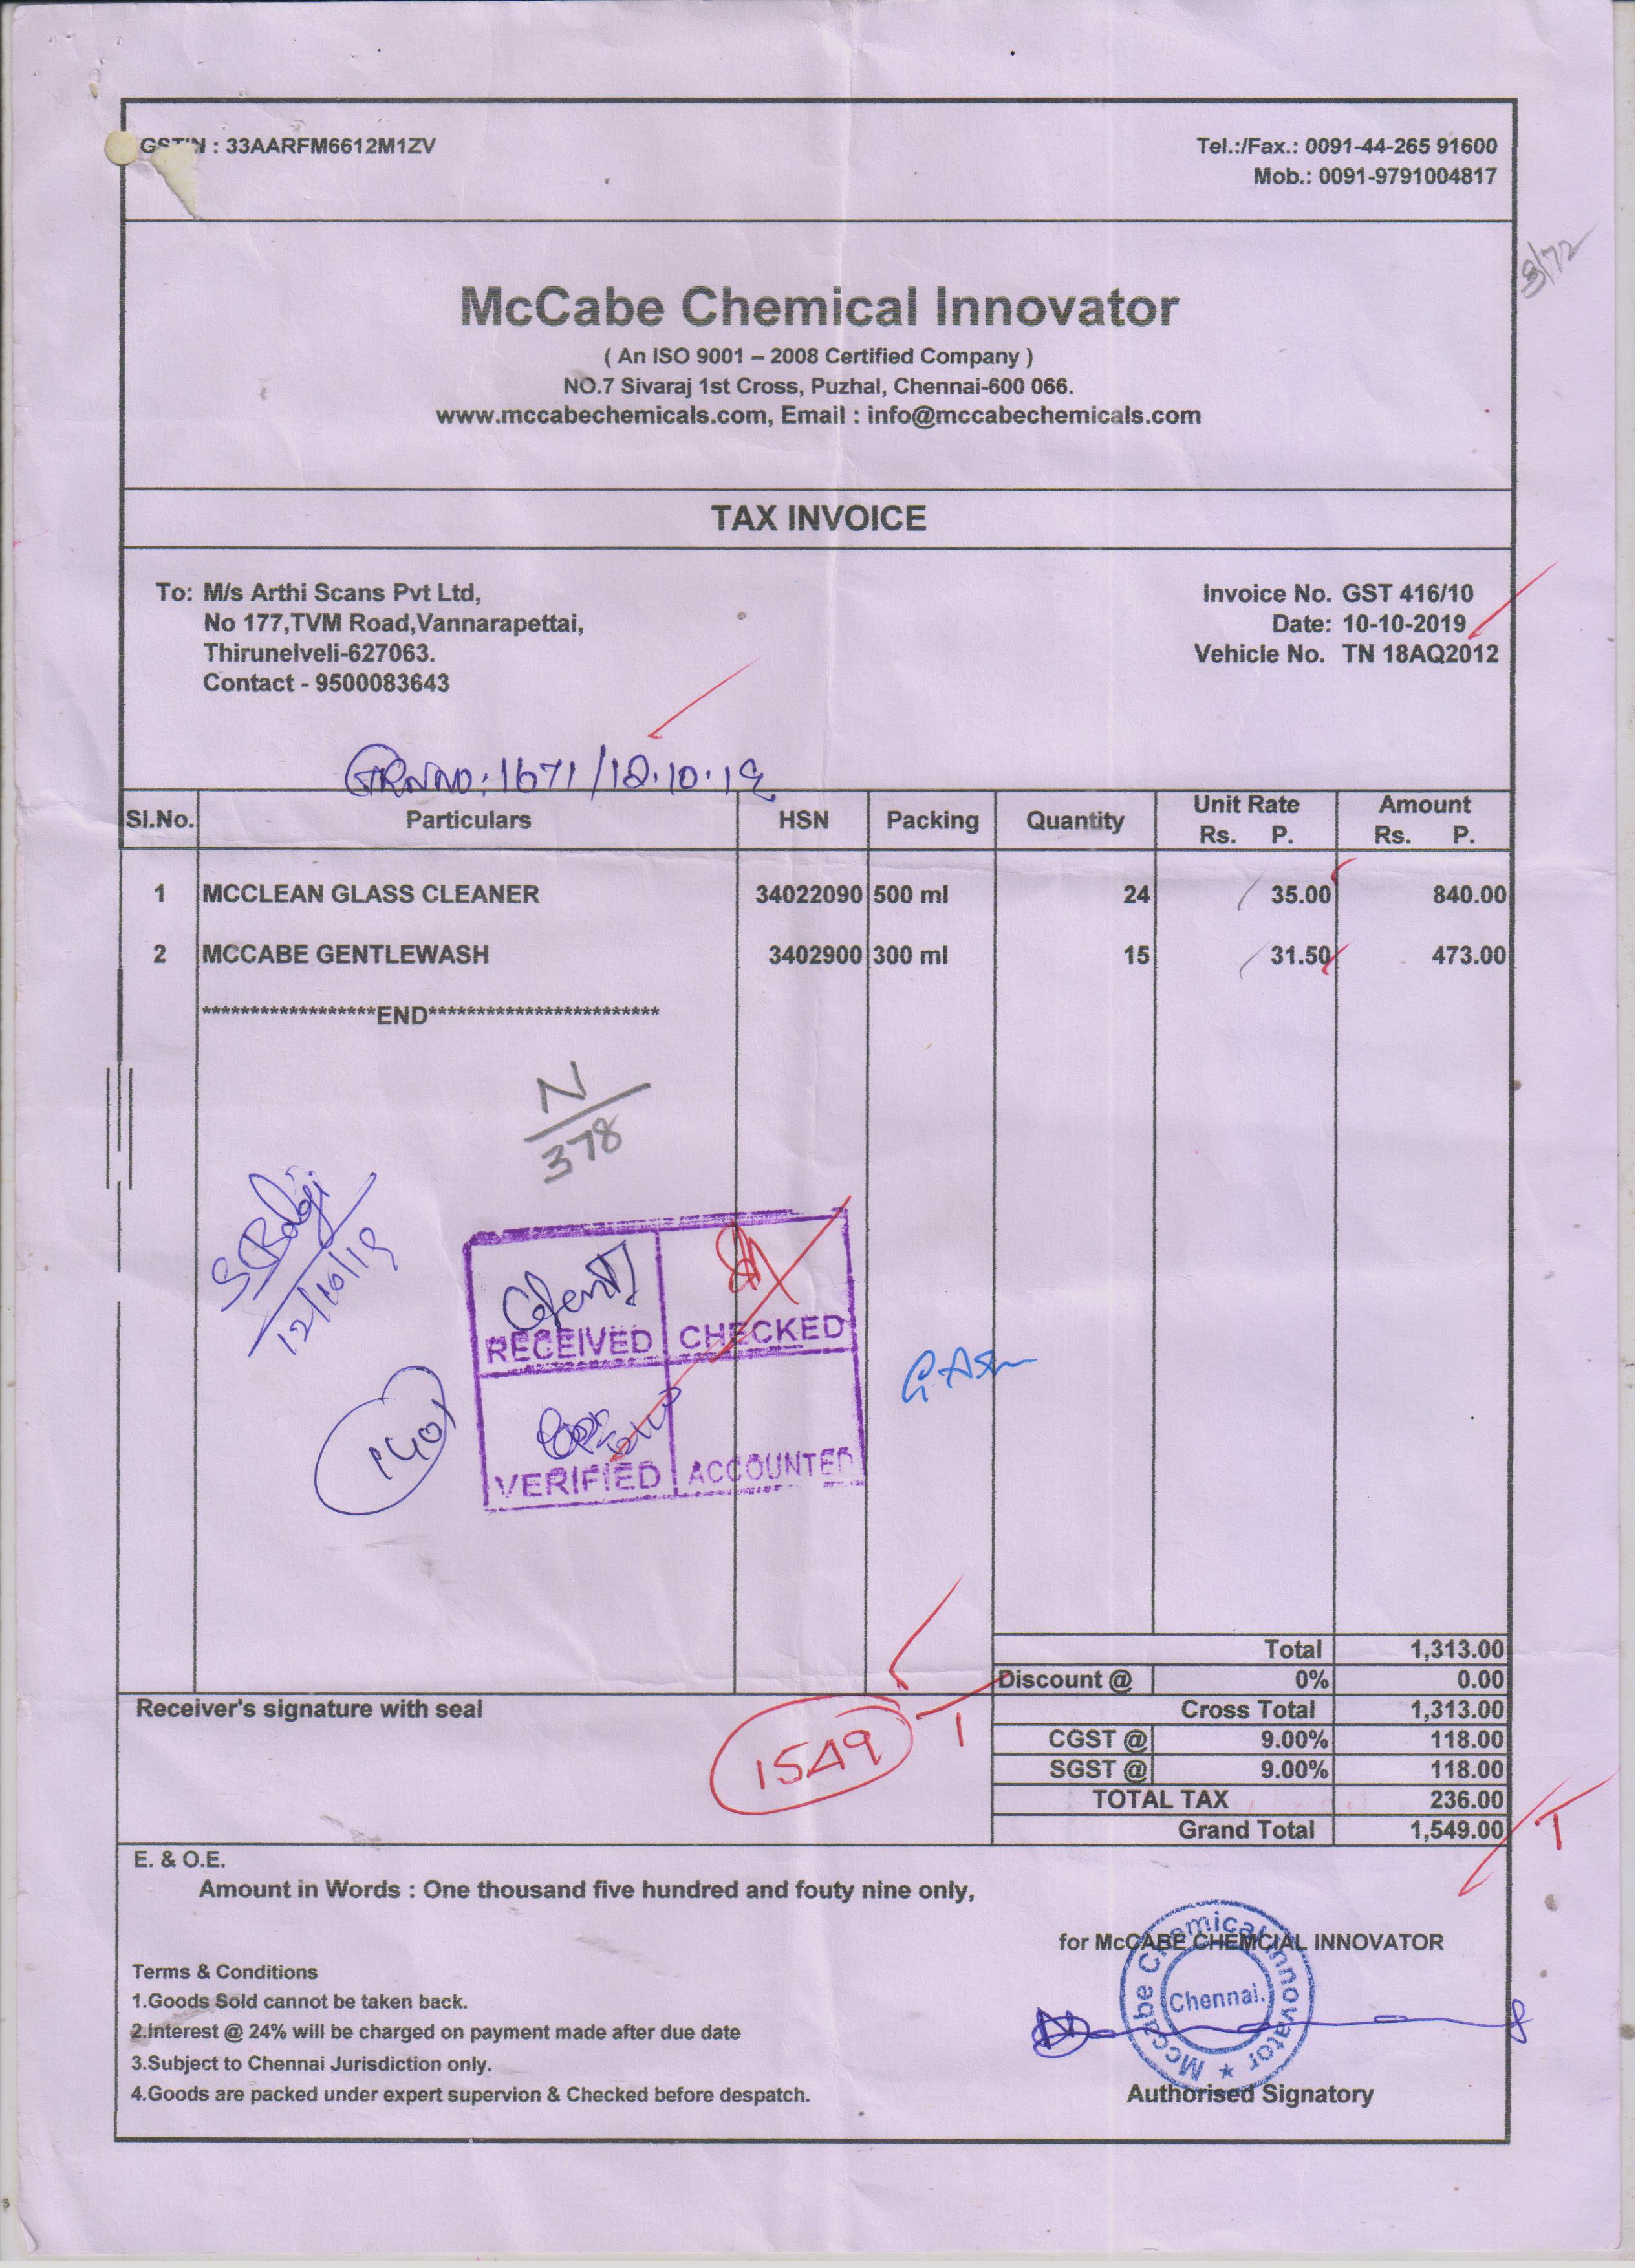 GSTIN : 33AARFM6612M1ZV
Tel.:/Fax.: 0091-44-265 91600
Mob.: 0091-9791004817
3/72
McCabe Chemical Innovator
( An ISO 9001 – 2008 Certified Company )
NO.7 Sivaraj 1st Cross, Puzhal, Chennai-600 066.
www.mccabechemicals.com, Email : info@mccabechemicals.com
TAX INVOICE
To: M/s Arthi Scans Pvt Ltd, Invoice No. GST 416/10
No 177,TVM Road,Vannarapettai, Date: 10-10-2019
Thirunelveli-627063. Vehicle No. TN 18AQ2012
Contact - 9500083643
GRN NO: 1671/12.10.19
Sl.No. Particulars HSN Packing Quantity Unit Rate Rs. P. Amount Rs. P.
1 MCCLEAN GLASS CLEANER 34022090 500 ml 24 35.00 840.00
2 MCCABE GENTLEWASH 3402900 300 ml 15 31.50 473.00
******************END************************
N
378
S. Balaji
12/10/19
RECEIVED CHECKED
VERIFIED ACCOUNTED
Total 1,313.00
Discount @ 0% 0.00
Receiver's signature with seal Cross Total 1,313.00
1549 T
CGST @ 9.00% 118.00
SGST @ 9.00% 118.00
TOTAL TAX 236.00
Grand Total 1,549.00 T
E. & O.E.
Amount in Words : One thousand five hundred and fouty nine only,
for McCABE CHEMCIAL INNOVATOR
Mccabe Chemical Innovator
Chennai.
Terms & Conditions
1.Goods Sold cannot be taken back.
2.Interest @ 24% will be charged on payment made after due date
3.Subject to Chennai Jurisdiction only.
4.Goods are packed under expert supervion & Checked before despatch.
Authorised Signatory